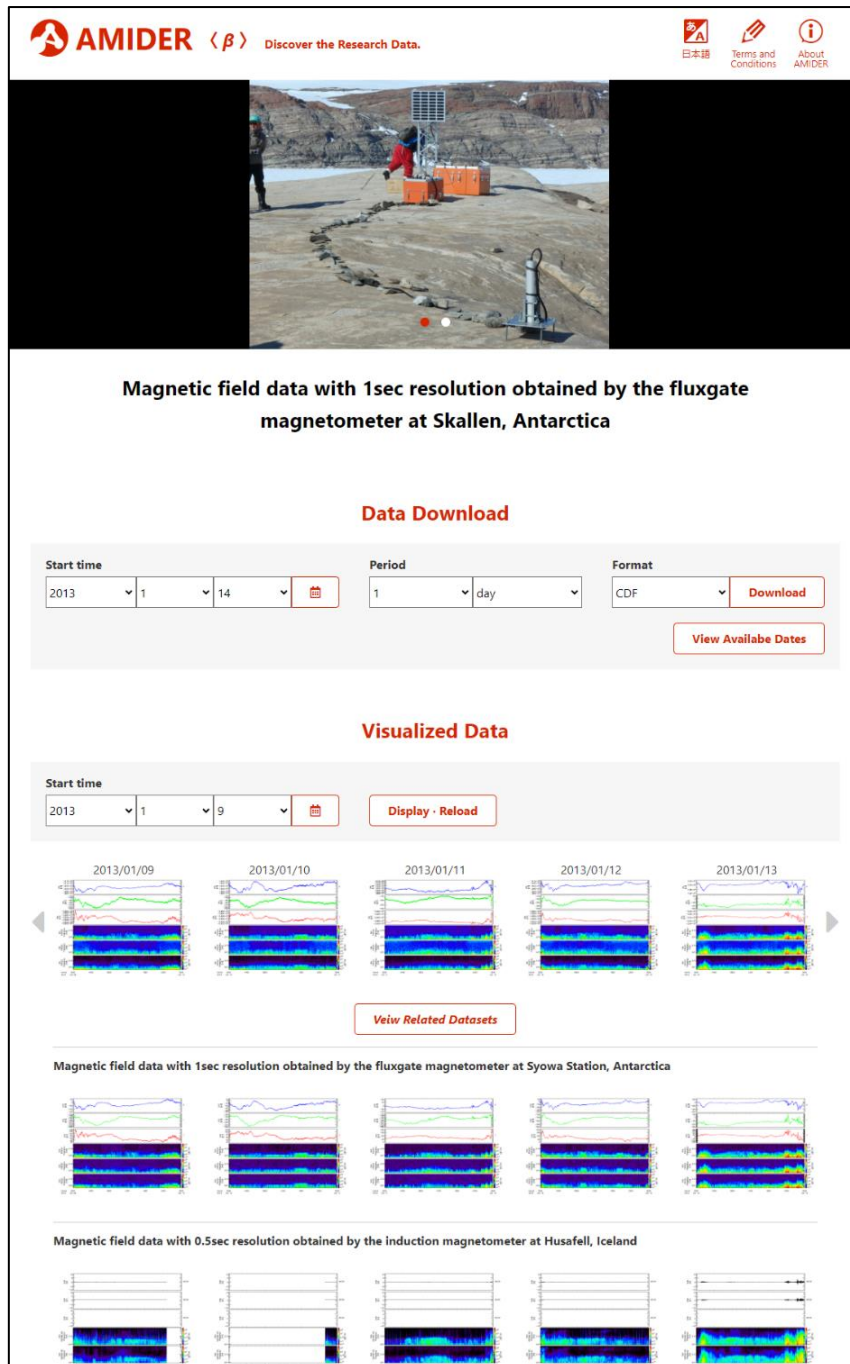 AMIDER 〈β〉 Discover the Research Data.
日本語
Terms and
Conditions
About
AMIDER
Magnetic field data with 1sec resolution obtained by the fluxgate
magnetometer at Skallen, Antarctica
Data Download
Start time Period Format
2013 1 14 1 day CDF Download
View Availabe Dates
Visualized Data
Start time
2013 1 9 Display · Reload
2013/01/09 2013/01/10 2013/01/11 2013/01/12 2013/01/13
Veiw Related Datasets
Magnetic field data with 1sec resolution obtained by the fluxgate magnetometer at Syowa Station, Antarctica
Magnetic field data with 0.5sec resolution obtained by the induction magnetometer at Husafell, Iceland